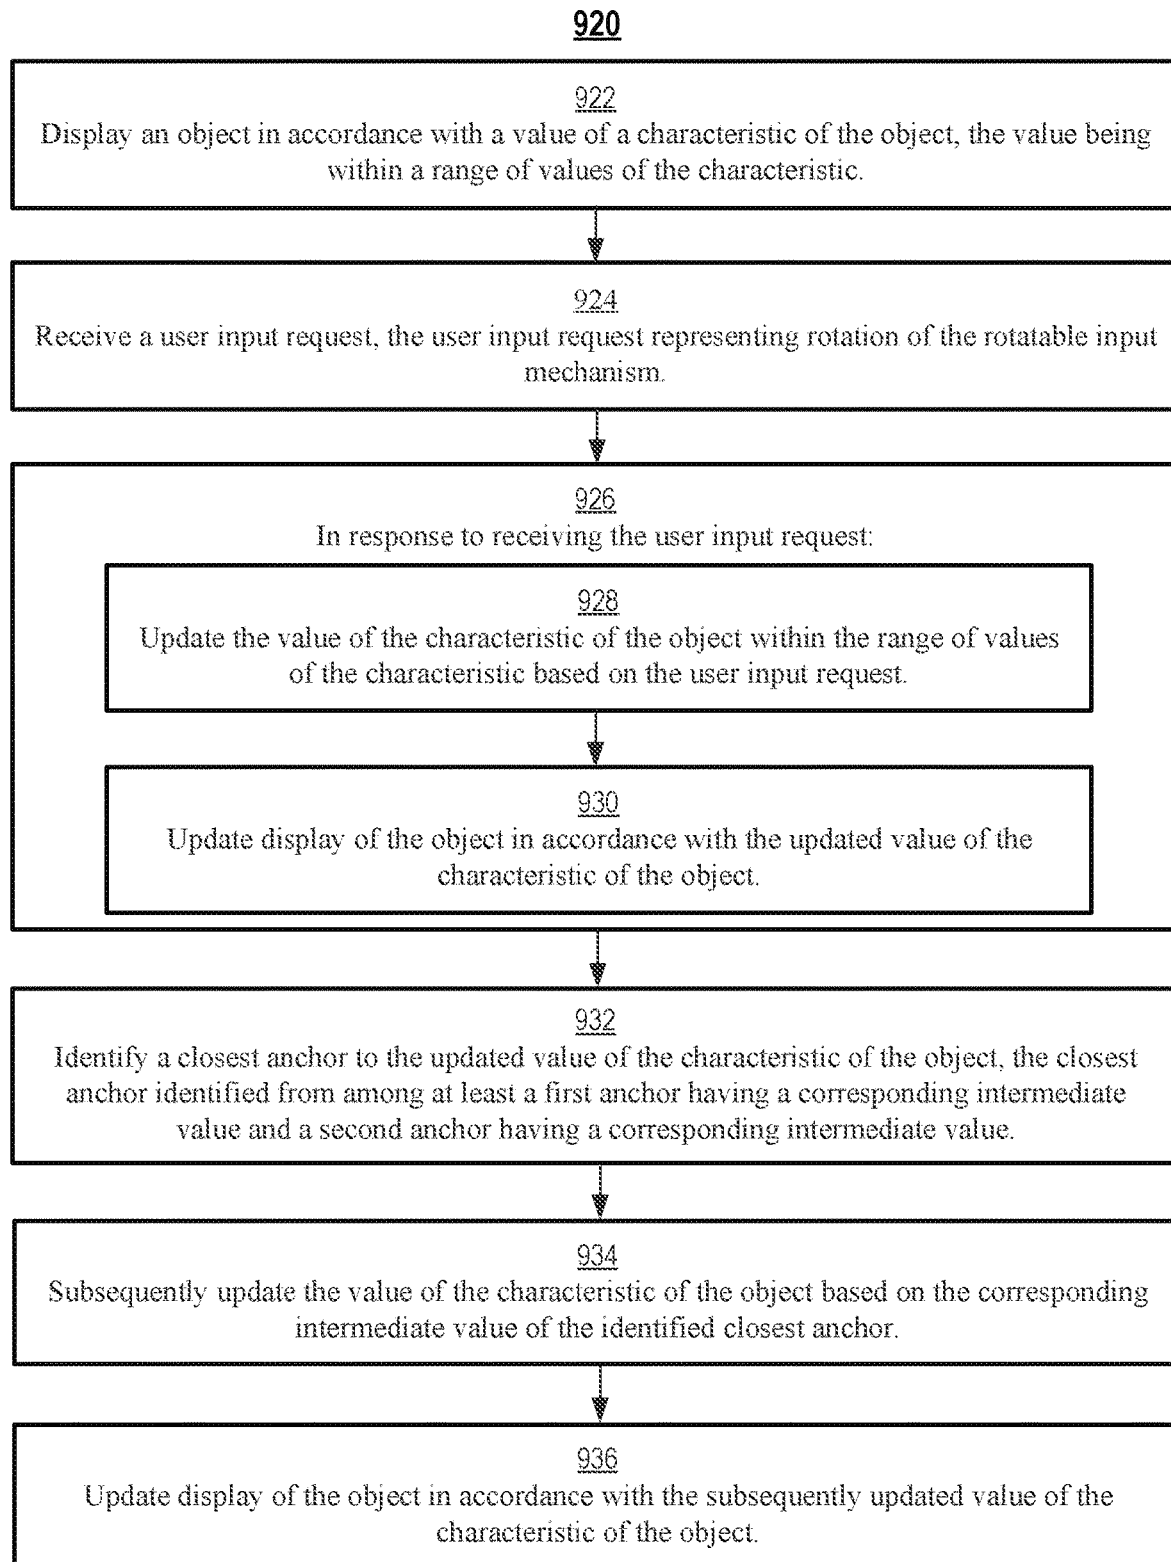 920
922
Display an object in accordance with a value of a characteristic of the object, the value being
within a range of values of the characteristic.
924
Receive a user input request, the user input request representing rotation of the rotatable input
mechanism.
926
In response to receiving the user input request:
928
Update the value of the characteristic of the object within the range of values
of the characteristic based on the user input request.
930
Update display of the object in accordance with the updated value of the
characteristic of the object.
932
Identify a closest anchor to the updated value of the characteristic of the object, the closest
anchor identified from among at least a first anchor having a corresponding intermediate
value and a second anchor having a corresponding intermediate value.
934
Subsequently update the value of the characteristic of the object based on the corresponding
intermediate value of the identified closest anchor.
936
Update display of the object in accordance with the subsequently updated value of the
characteristic of the object.